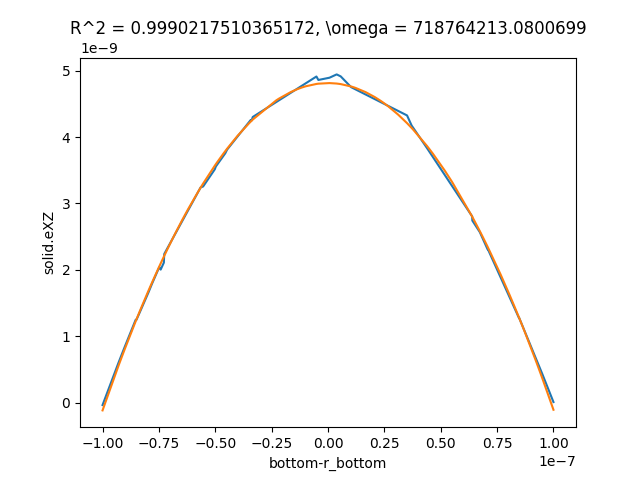 R^2 = 0.9990217510365172, \omega = 718764213.0800699
1e−9
5
4
3
2
1
0
solid.eXZ
−1.00 −0.75 −0.50 −0.25 0.00 0.25 0.50 0.75 1.00
1e−7
bottom-r_bottom